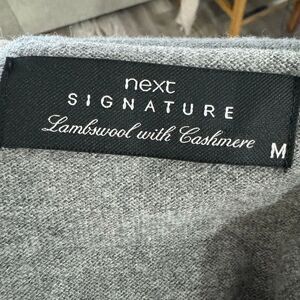 next
SIGNATURE
Lambswool with Cashmere
M